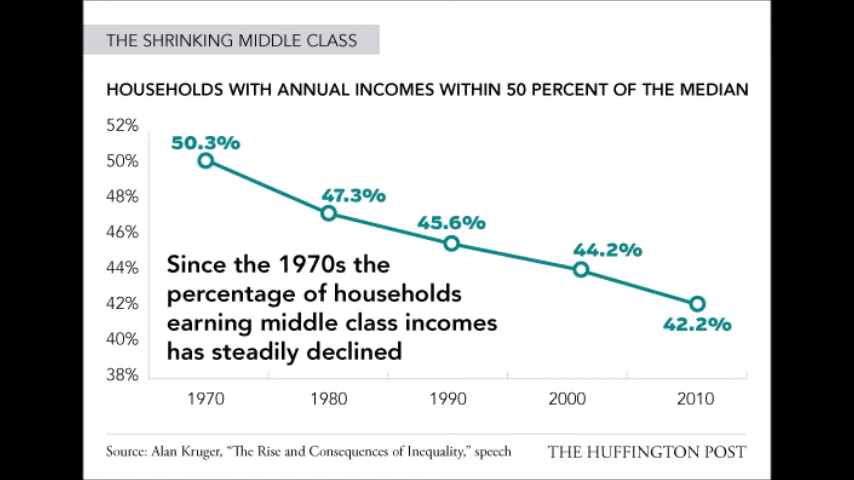 THE SHRINKING MIDDLE CLASS
HOUSEHOLDS WITH ANNUAL INCOMES WITHIN 50 PERCENT OF THE MEDIAN
52%
50%
48%
46%
44%
42%
40%
38%
50.3%
47.3%
45.6%
44.2%
42.2%
Since the 1970s the
percentage of households
earning middle class incomes
has steadily declined
1970 1980 1990 2000 2010
Source: Alan Kruger, “The Rise and Consequences of Inequality,” speech
THE HUFFINGTON POST